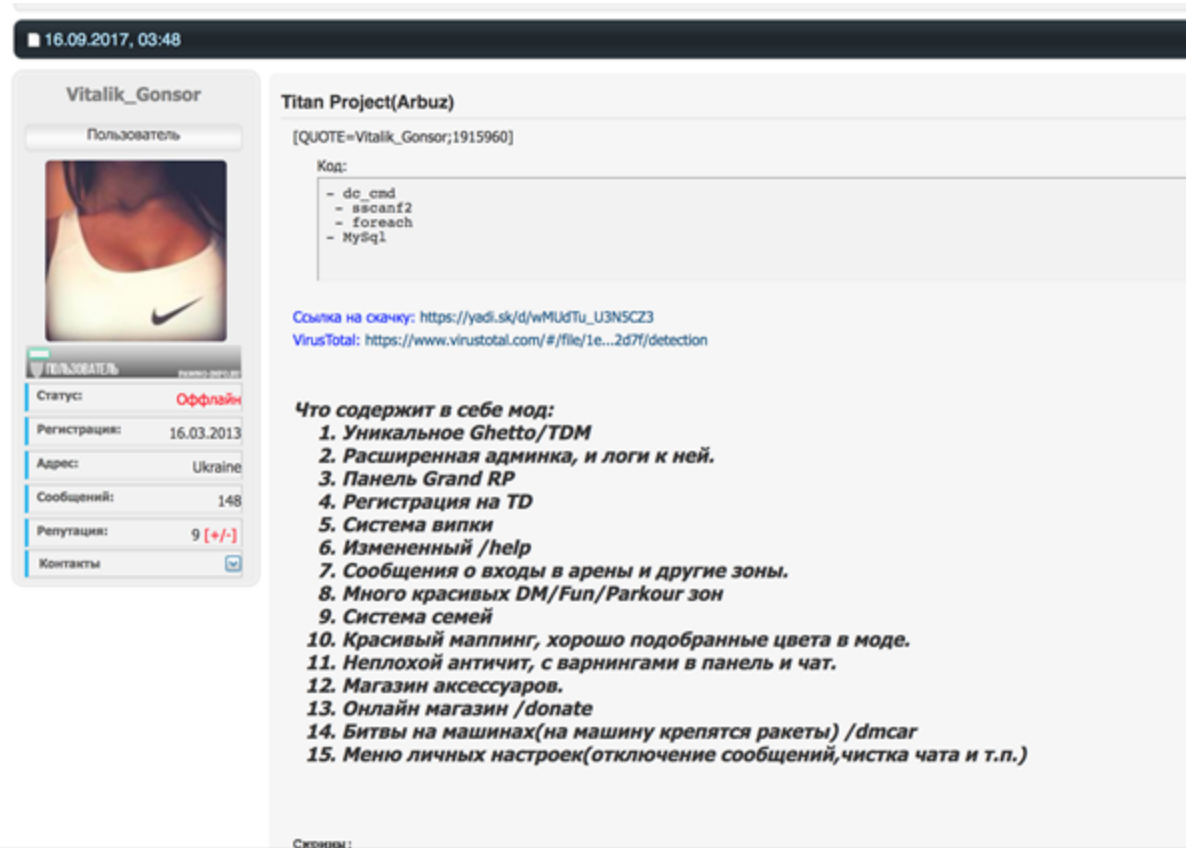 16.09.2017, 03:48
Vitalik_Gonsor
Пользователь
ПОЛЬЗОВАТЕЛЬ
Статус: Оффлайн
Регистрация: 16.03.2013
Адрес: Ukraine
Сообщений: 148
Репутация: 9 [+/-]
Контакты
Titan Project(Arbuz)
[QUOTE=Vitalik_Gonsor;1915960]
Код:
- dc_cmd
- sscanf2
- foreach
- MySql
Ссылка на скачку: https://yadi.sk/d/wMUdTu_U3N5CZ3
VirusTotal: https://www.virustotal.com/#/file/1e...2d7f/detection
Что содержит в себе мод:
1. Уникальное Ghetto/TDM
2. Расширенная админка, и логи к ней.
3. Панель Grand RP
4. Регистрация на TD
5. Система випки
6. Измененный /help
7. Сообщения о входы в арены и другие зоны.
8. Много красивых DM/Fun/Parkour зон
9. Система семей
10. Красивый маппинг, хорошо подобранные цвета в моде.
11. Неплохой античит, с варнингами в панель и чат.
12. Магазин аксессуаров.
13. Онлайн магазин /donate
14. Битвы на машинах(на машину крепятся ракеты) /dmcar
15. Меню личных настроек(отключение сообщений,чистка чата и т.п.)
Скрины: